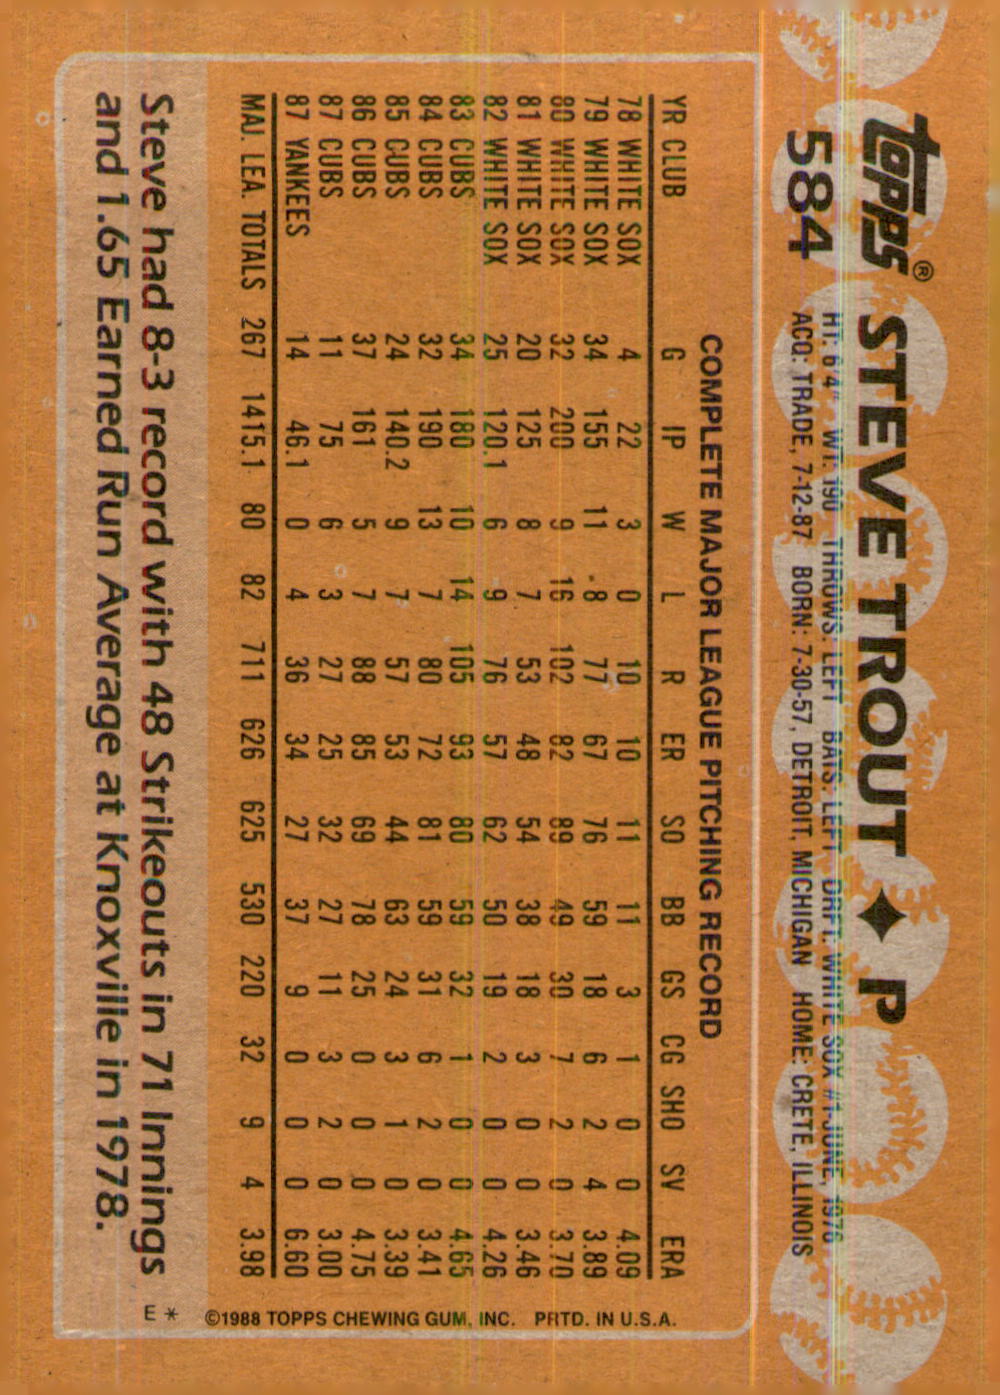 topps® STEVE TROUT ◆ P
584 HT: 6'4" WT: 190 THROWS: LEFT BATS: LEFT DRFT: WHITE SOX #1-JUNE, 1976
ACQ: TRADE, 7-12-87 BORN: 7-30-57, DETROIT, MICHIGAN HOME: CRETE, ILLINOIS
COMPLETE MAJOR LEAGUE PITCHING RECORD
YR CLUB G IP W L R ER SO BB GS CG SHO SV ERA
78 WHITE SOX 4 22 3 0 10 10 11 11 3 1 0 0 4.09
79 WHITE SOX 34 155 11 8 77 67 76 59 18 6 2 4 3.89
80 WHITE SOX 32 200 9 16 102 82 89 49 30 7 2 0 3.70
81 WHITE SOX 20 125 8 7 53 48 54 38 18 3 0 0 3.46
82 WHITE SOX 25 120.1 6 9 76 57 62 50 19 2 0 0 4.26
83 CUBS 34 180 10 14 105 93 80 59 32 1 0 0 4.65
84 CUBS 32 190 13 7 80 72 81 59 31 6 2 0 3.41
85 CUBS 24 140.2 9 7 57 53 44 63 24 3 1 0 3.39
86 CUBS 37 161 5 7 88 85 69 78 25 0 0 0 4.75
87 CUBS 11 75 6 3 27 25 32 27 11 3 2 0 3.00
87 YANKEES 14 46.1 0 4 36 34 27 37 9 0 0 0 6.60
MAJ. LEA. TOTALS 267 1415.1 80 82 711 626 625 530 220 32 9 4 3.98
Steve had 8-3 record with 48 Strikeouts in 71 Innings
and 1.65 Earned Run Average at Knoxville in 1978.
E* ©1988 TOPPS CHEWING GUM, INC. PRTD. IN U.S.A.